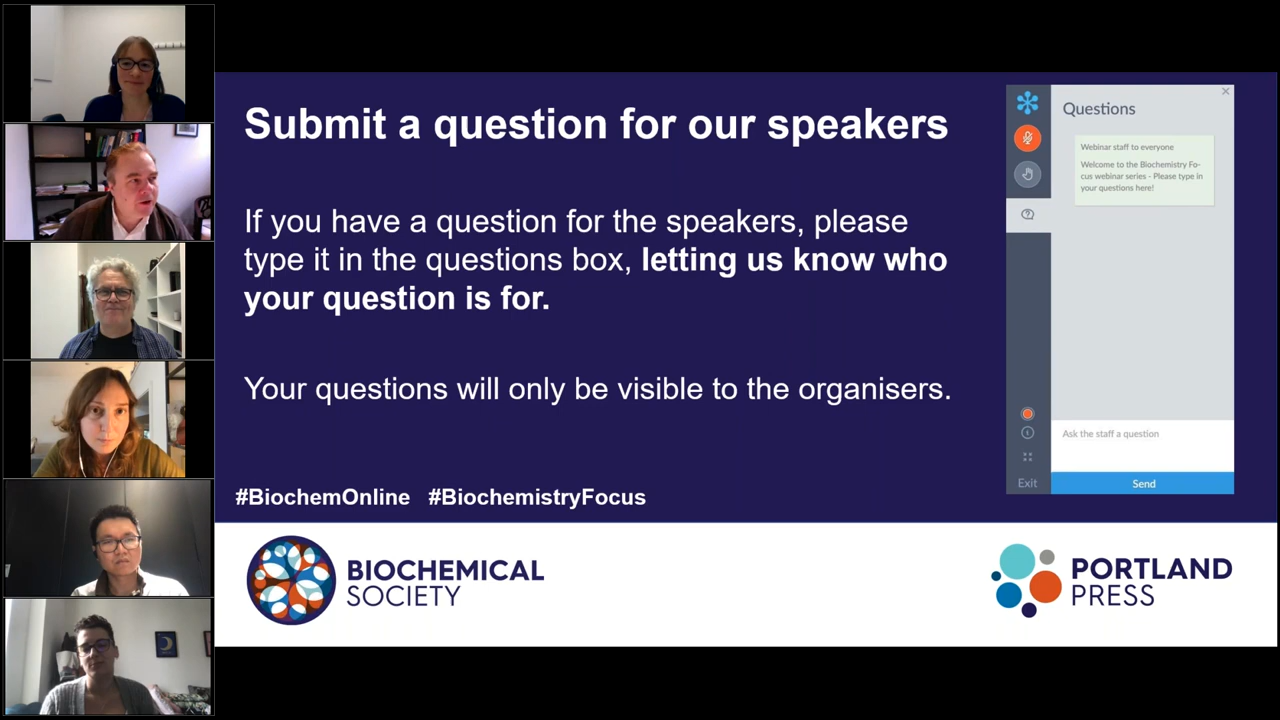 Submit a question for our speakers
If you have a question for the speakers, please
type it in the questions box, letting us know who
your question is for.
Your questions will only be visible to the organisers.
#BiochemOnline #BiochemistryFocus
Questions
Webinar staff to everyone
Welcome to the Biochemistry Fo-
cus webinar series - Please type in
your questions here!
Ask the staff a question
Exit
Send
BIOCHEMICAL
SOCIETY
PORTLAND
PRESS